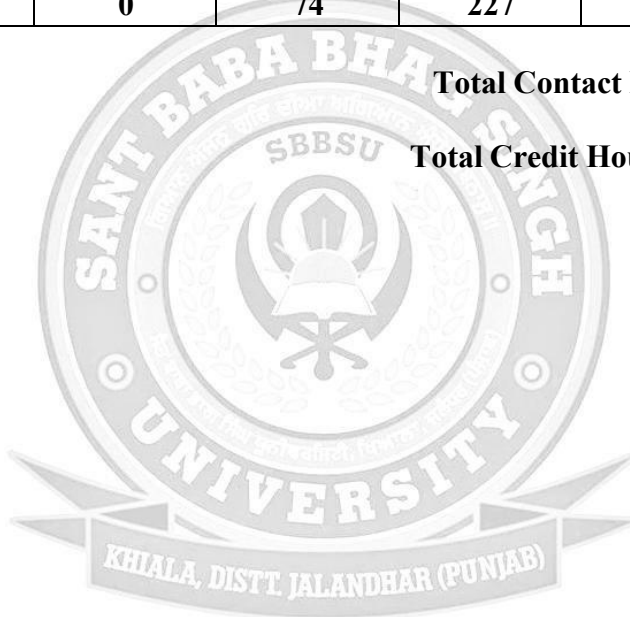 0 74 227
Total Contact
Total Credit Hou
SBBSU
SANT BABA BHAG SINGH
UNIVERSITY
KHIALA, DISTT. JALANDHAR (PUNJAB)